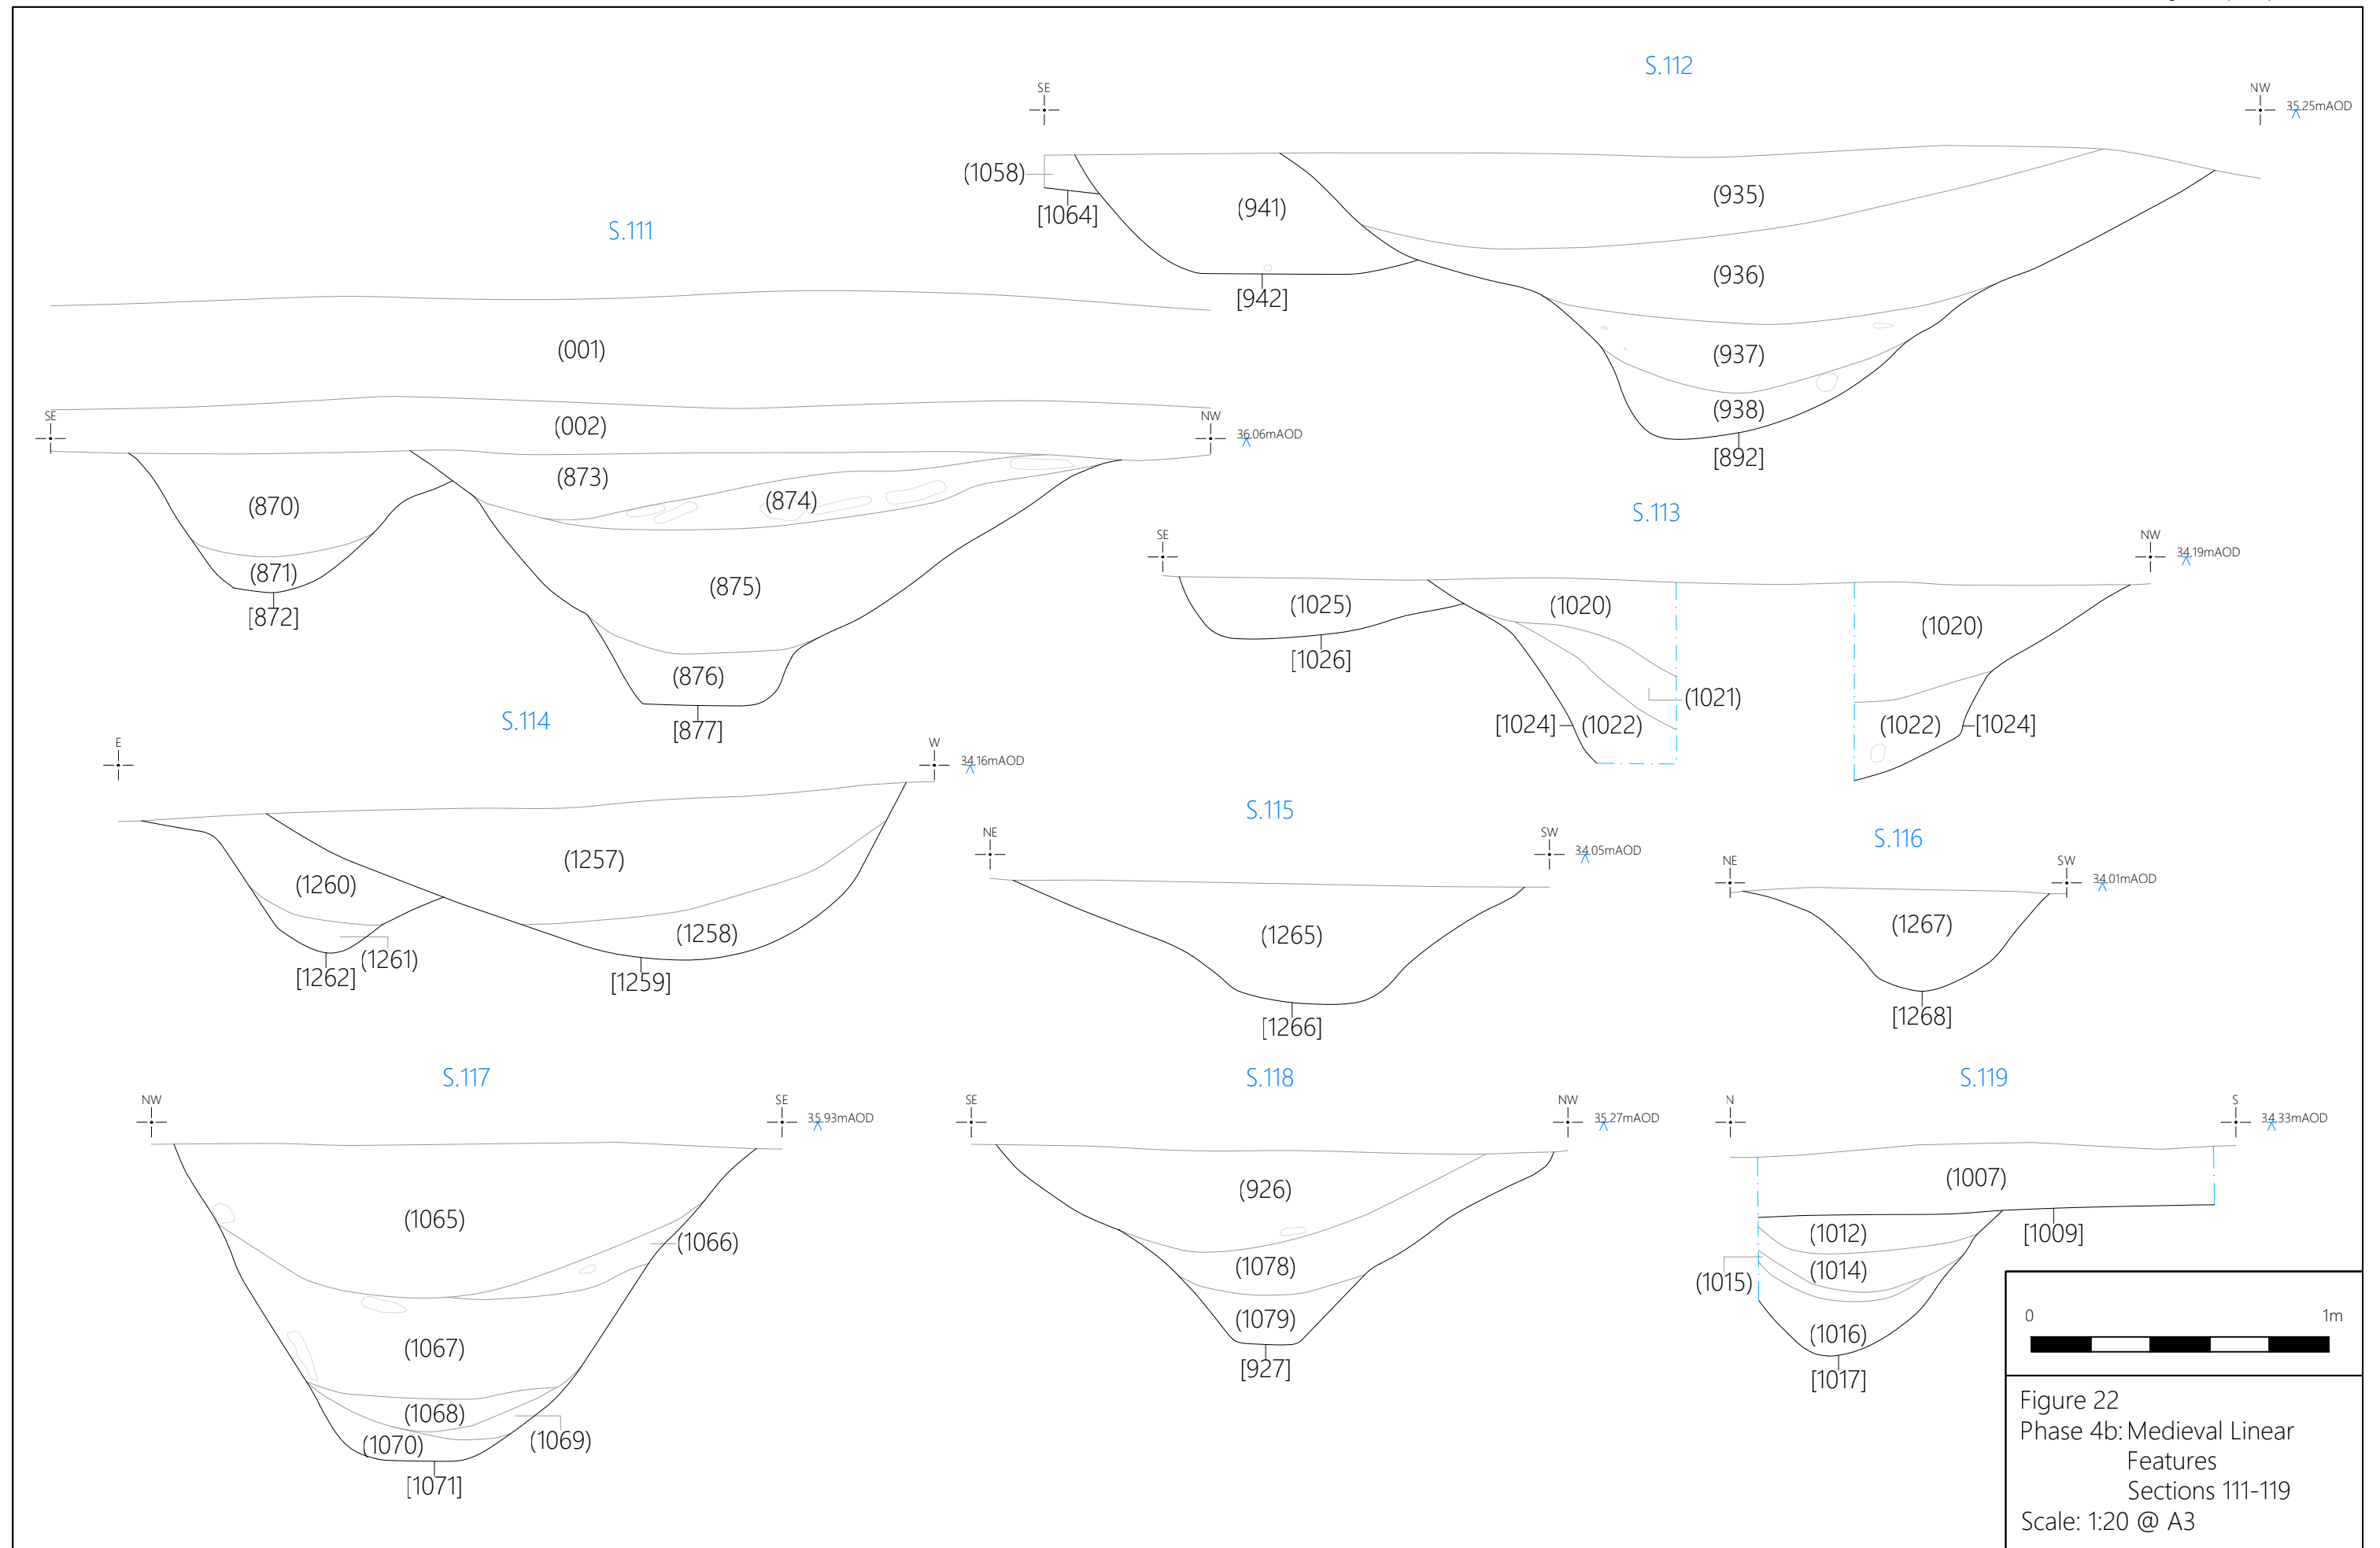 S.111
(001)
(002)
SE
NW
36.06mAOD
(870)
(871)
[872]
(873)
(874)
(875)
(876)
[877]
S.112
SE
NW
35.25mAOD
(1058)
[1064]
(941)
[942]
(935)
(936)
(937)
(938)
[892]
S.113
SE
NW
34.19mAOD
(1025)
[1026]
(1020)
(1020)
(1021)
[1024]
(1022)
(1022)
[1024]
S.114
E
W
34.16mAOD
(1257)
(1260)
(1258)
(1261)
[1262]
[1259]
S.115
NE
SW
34.05mAOD
(1265)
[1266]
S.116
NE
SW
34.01mAOD
(1267)
[1268]
S.117
NW
SE
35.93mAOD
(1065)
(1066)
(1067)
(1068)
(1069)
(1070)
[1071]
S.118
SE
NW
35.27mAOD
(926)
(1078)
(1079)
[927]
S.119
N
S
34.33mAOD
(1007)
(1012)
[1009]
(1014)
(1015)
(1016)
[1017]
0 1m
Figure 22
Phase 4b: Medieval Linear
Features
Sections 111-119
Scale: 1:20 @ A3